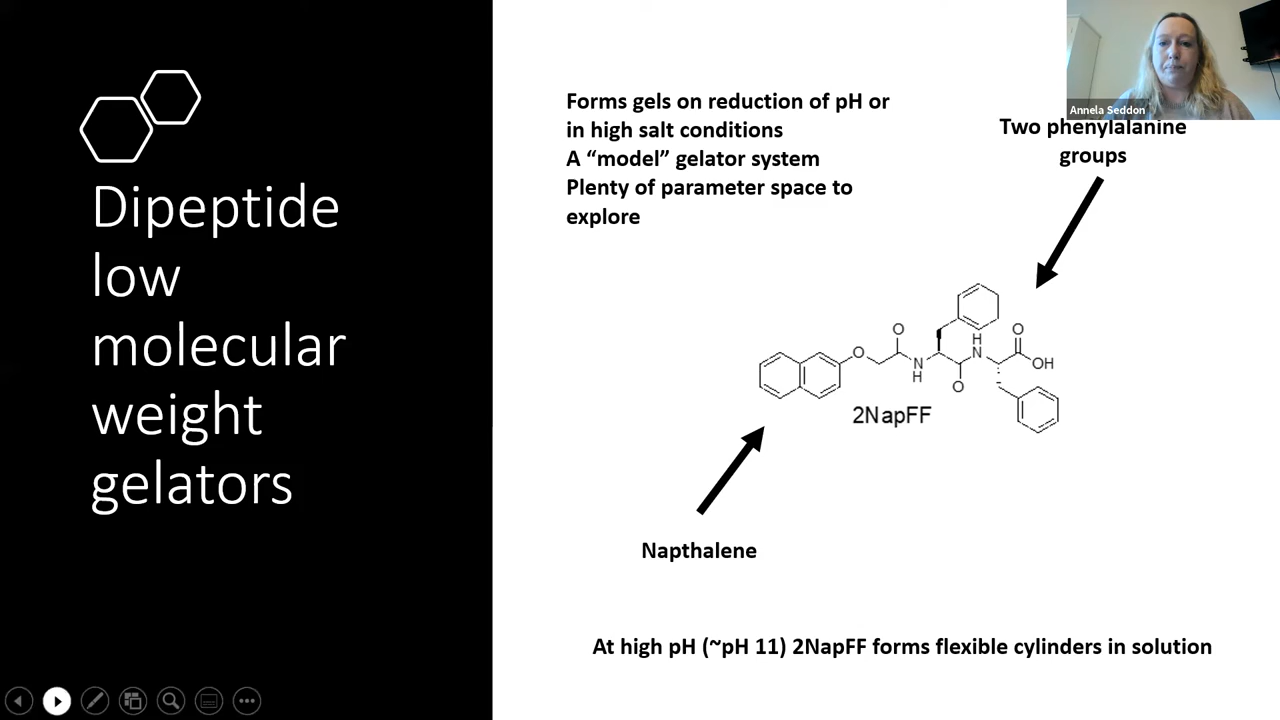 Dipeptide
low
molecular
weight
gelators
Forms gels on reduction of pH or
in high salt conditions
A “model” gelator system
Plenty of parameter space to
explore
Annela Seddon
Two phenylalanine
groups
O
O
N
H
O
H
N
O
OH
2NapFF
Napthalene
At high pH (~pH 11) 2NapFF forms flexible cylinders in solution